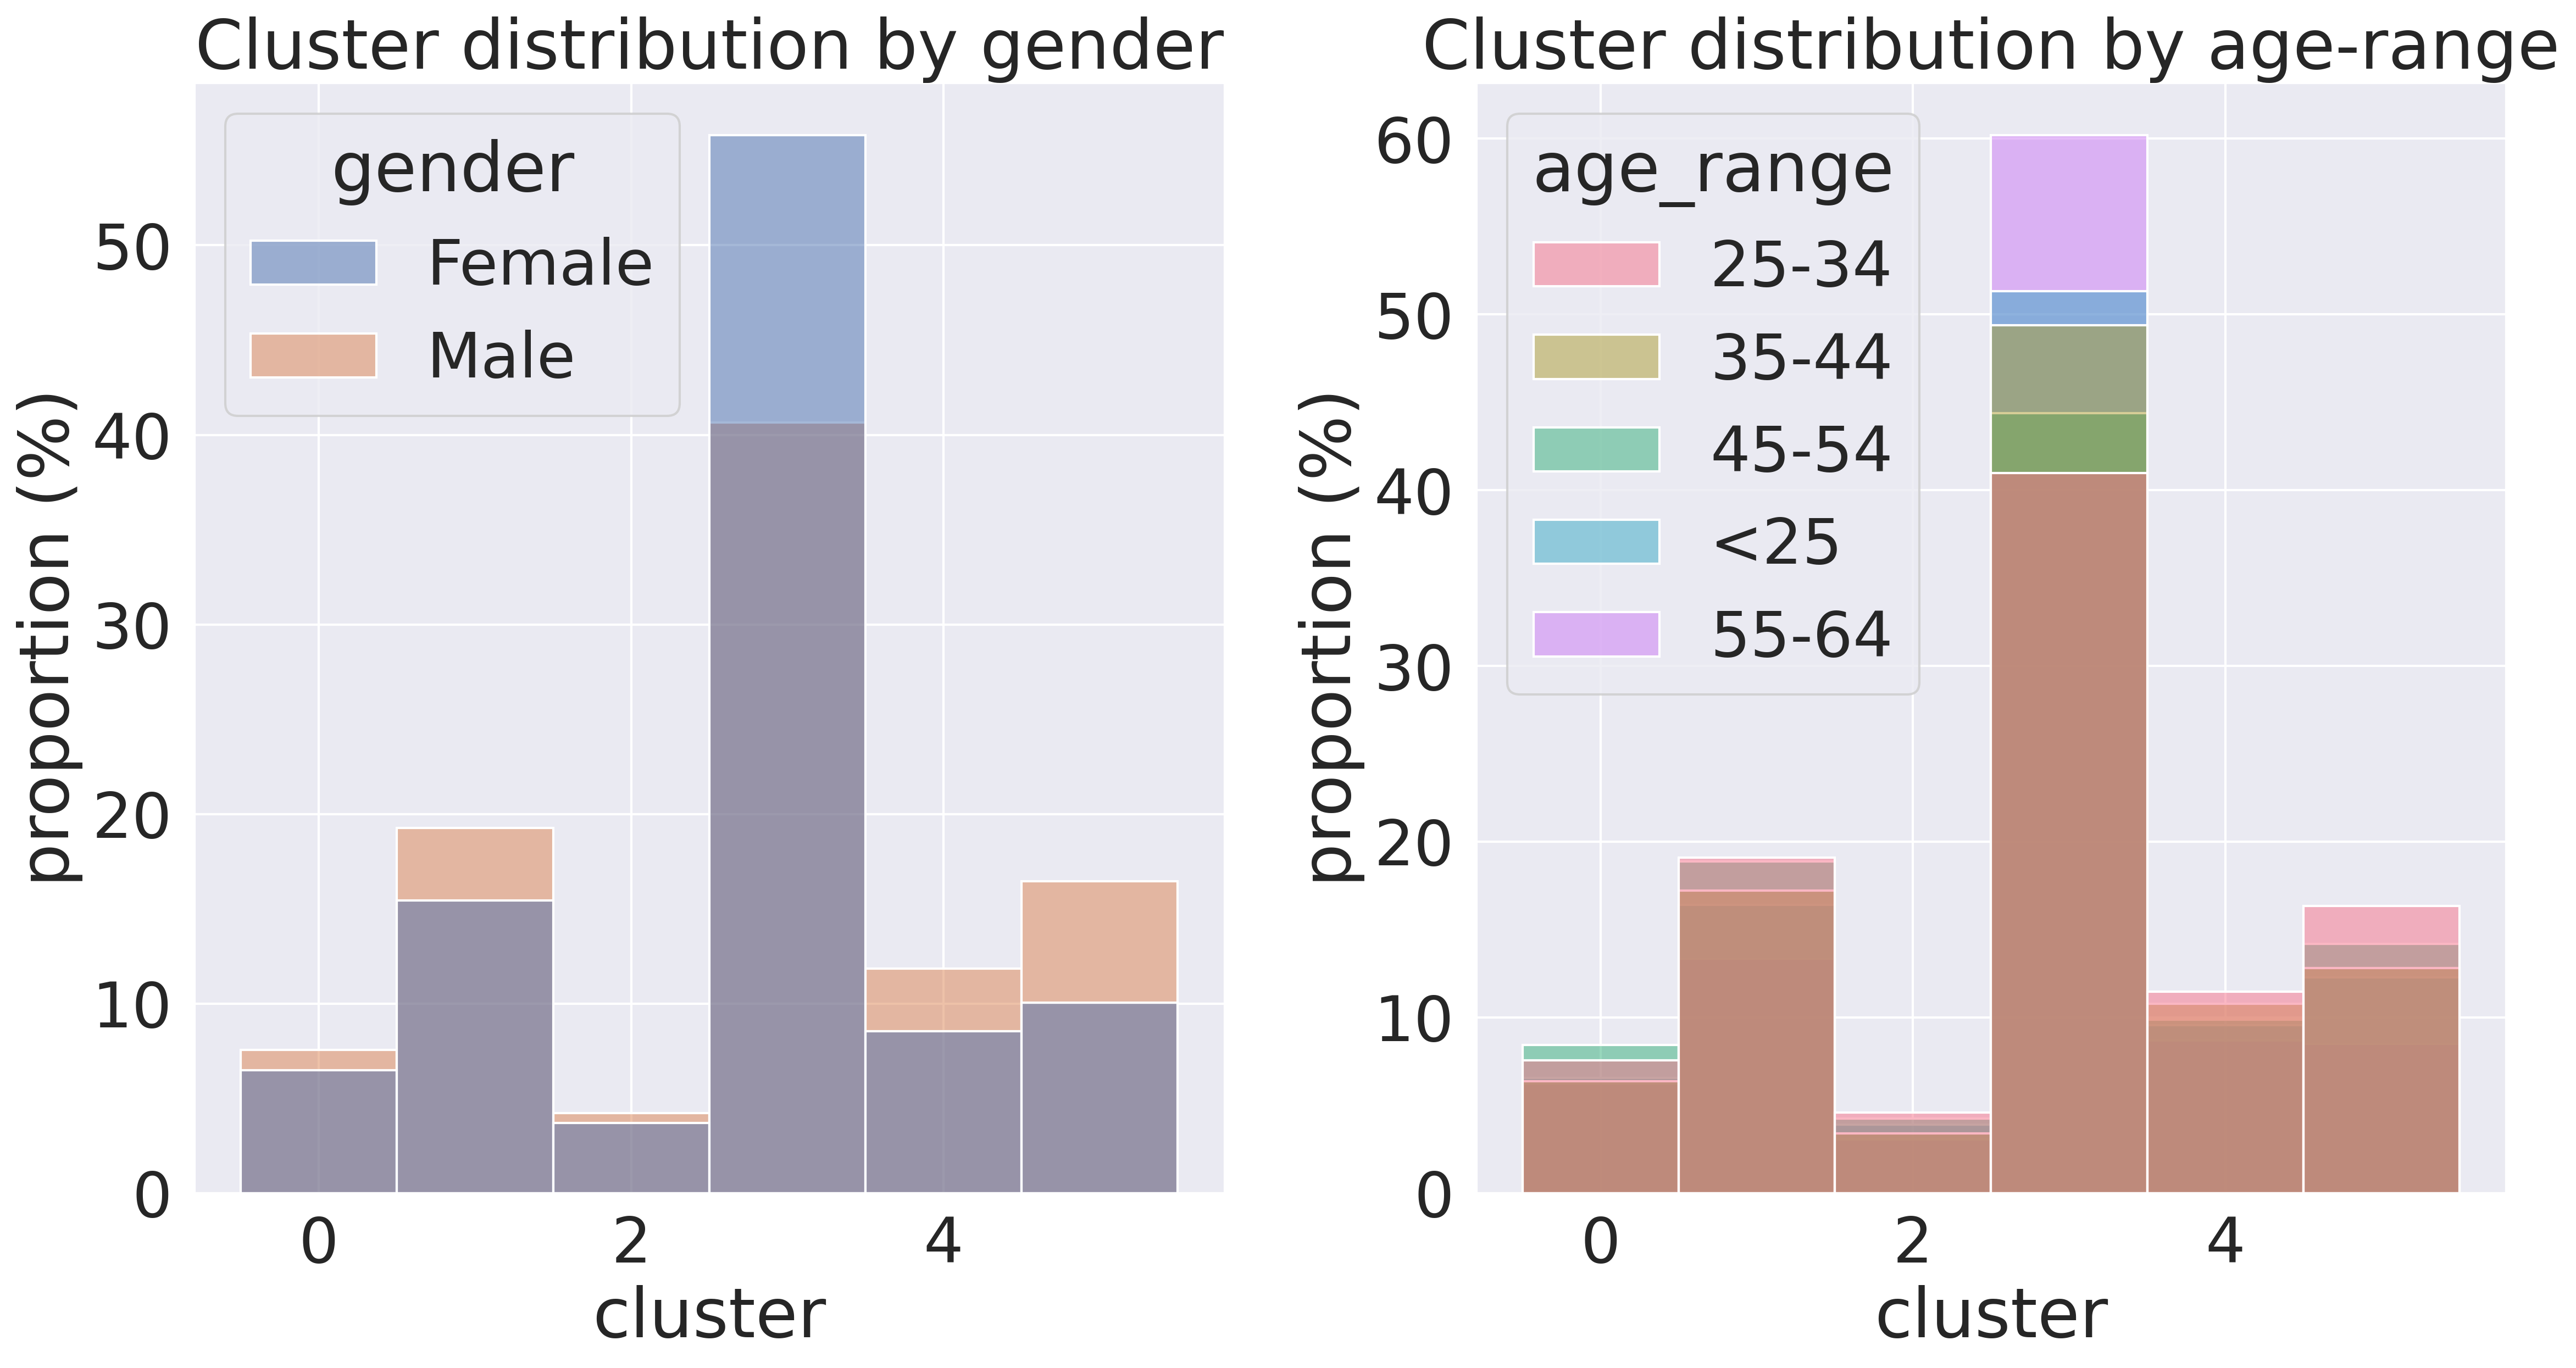 Cluster distribution by gender
gender
Female
Male
proportion (%)
50
40
30
20
10
0
0 2 4
cluster
Cluster distribution by age-range
age_range
25-34
35-44
45-54
<25
55-64
proportion (%)
60
50
40
30
20
10
0
0 2 4
cluster